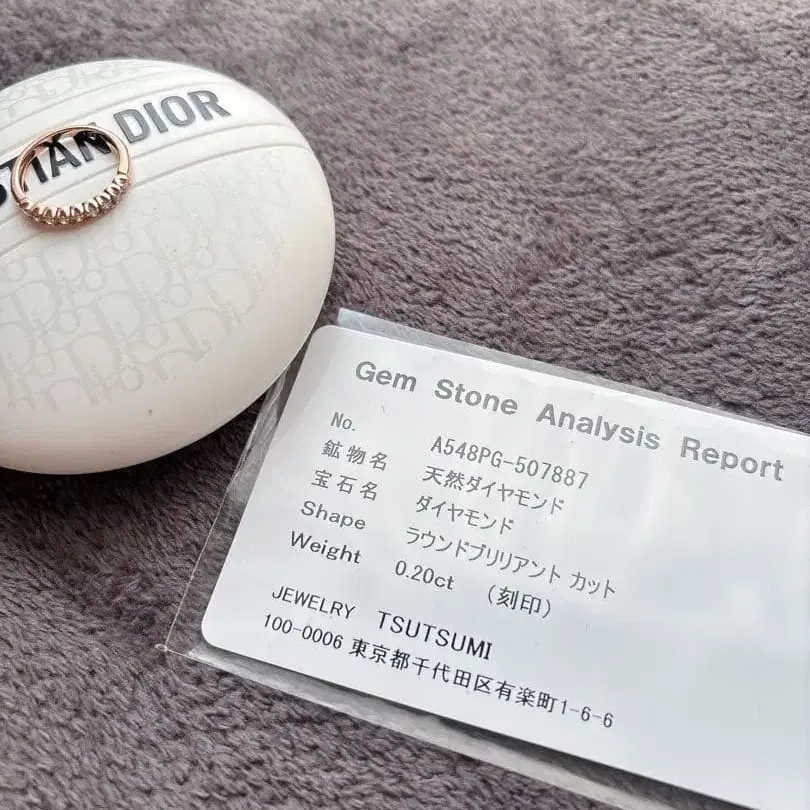 STIAN DIOR
Gem Stone Analysis Report
No. A548PG-507887
鉱物名 天然ダイヤモンド
宝石名 ダイヤモンド
Shape ラウンドブリリアント カット
Weight 0.20ct (刻印)
JEWELRY TSUTSUMI
100-0006 東京都千代田区有楽町1-6-6